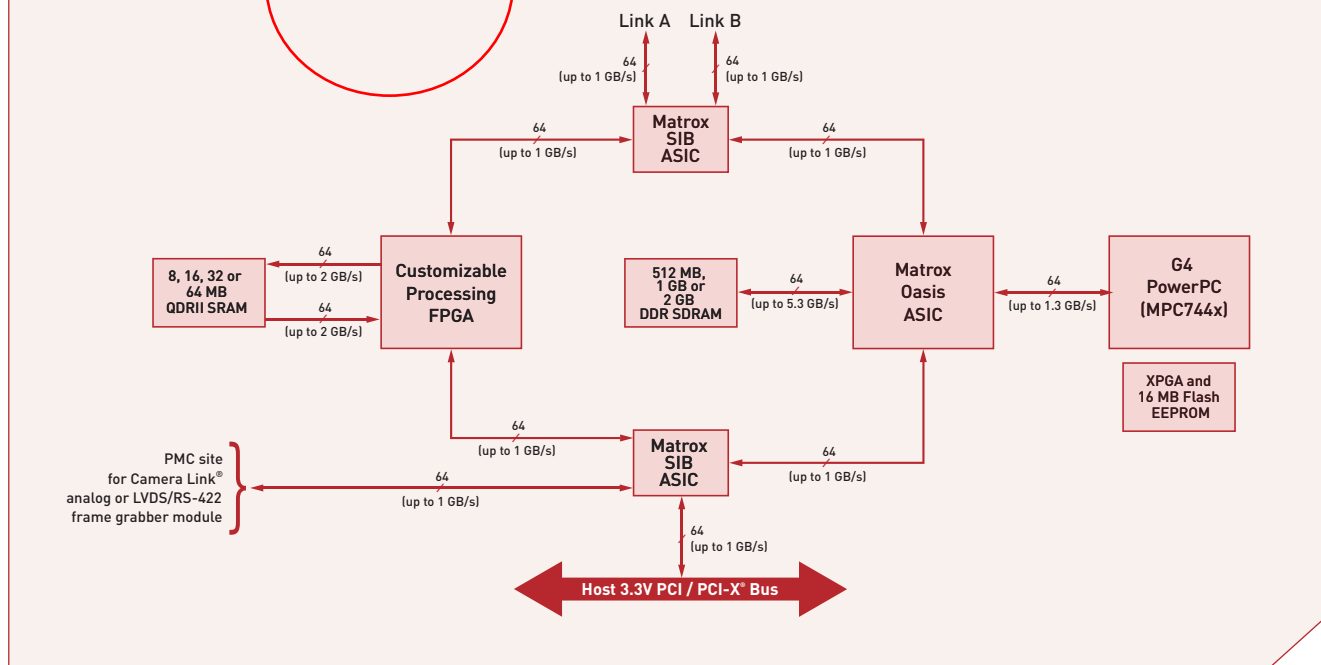 Link A
Link B
64
(up to 1 GB/s)
64
(up to 1 GB/s)
Matrox
SIB
ASIC
64
(up to 1 GB/s)
64
(up to 1 GB/s)
8, 16, 32 or
64 MB
QDRII SRAM
64
(up to 2 GB/s)
64
(up to 2 GB/s)
Customizable
Processing
FPGA
512 MB,
1 GB or
2 GB
DDR SDRAM
64
(up to 5.3 GB/s)
Matrox
Oasis
ASIC
64
(up to 1.3 GB/s)
G4
PowerPC
(MPC744x)
XPGA and
16 MB Flash
EEPROM
64
(up to 1 GB/s)
Matrox
SIB
ASIC
64
(up to 1 GB/s)
PMC site
for Camera Link®
analog or LVDS/RS-422
frame grabber module
64
(up to 1 GB/s)
64
(up to 1 GB/s)
Host 3.3V PCI / PCI-X® Bus